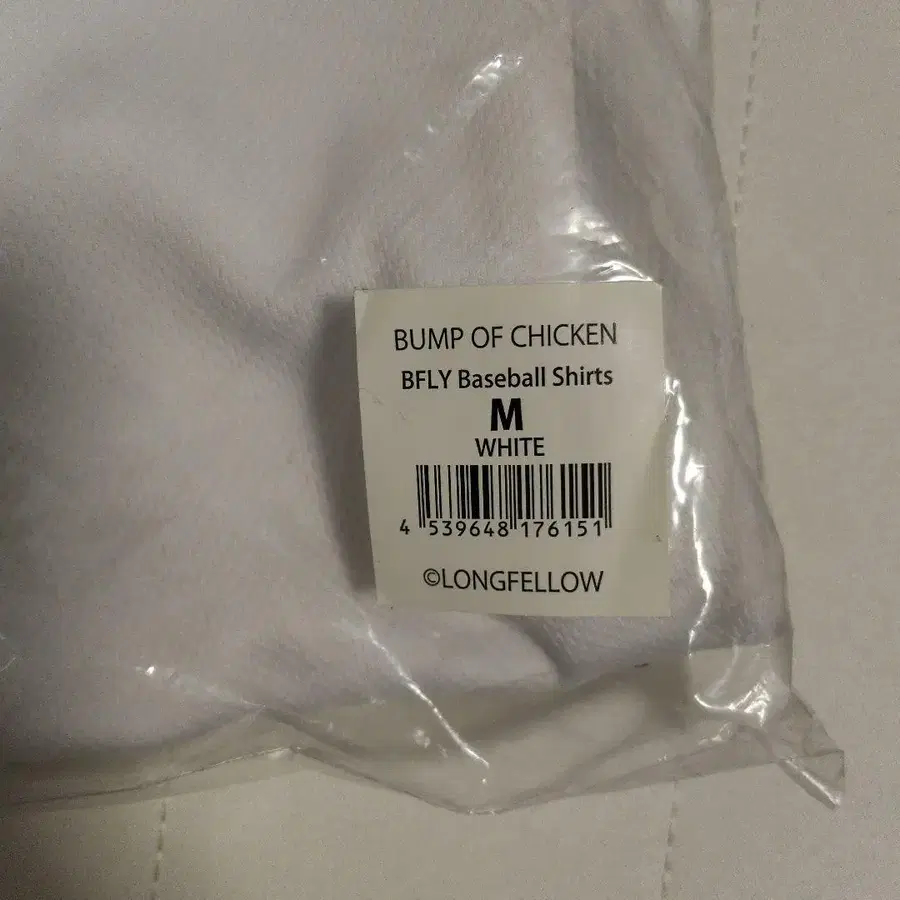 BUMP OF CHICKEN
BFLY Baseball Shirts
M
WHITE
4 539648 176151
©LONGFELLOW